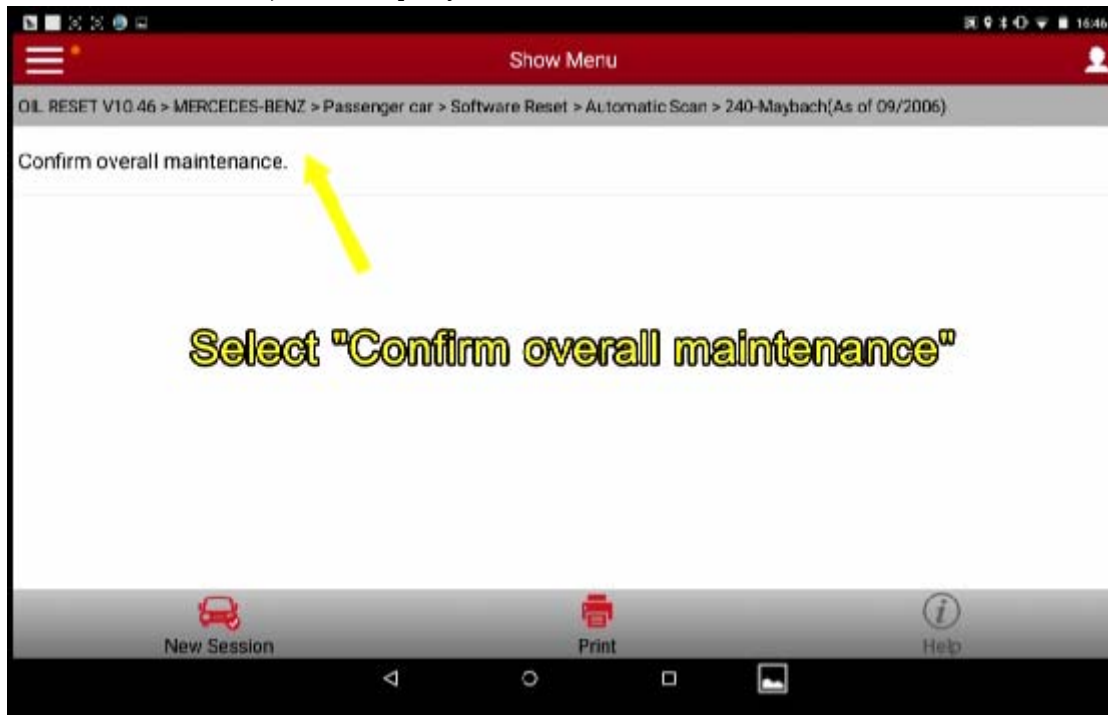 16:46
Show Menu
OIL RESET V10.46 > MERCEDES-BENZ > Passenger car > Software Reset > Automatic Scan > 240-Maybach(As of 09/2006)
Confirm overall maintenance.
Select "Confirm overall maintenance"
New Session
Print
Help